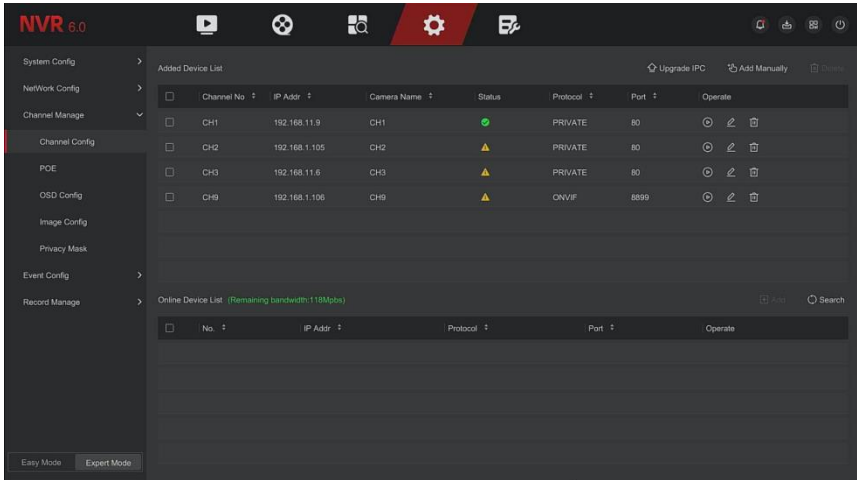 NVR 6.0
System Config
NetWork Config
Channel Manage
Channel Config
POE
OSD Config
Image Config
Privacy Mask
Event Config
Record Manage
Easy Mode Expert Mode
Added Device List Upgrade IPC Add Manually Delete
Channel No IP Addr Camera Name Status Protocol Port Operate
CH1 192.168.11.9 CH1 PRIVATE 80
CH2 192.168.1.105 CH2 PRIVATE 80
CH3 192.168.11.6 CH3 PRIVATE 80
CH9 192.168.1.106 CH9 ONVIF 8899
Online Device List (Remaining bandwidth:118Mpbs) Add Search
No. IP Addr Protocol Port Operate